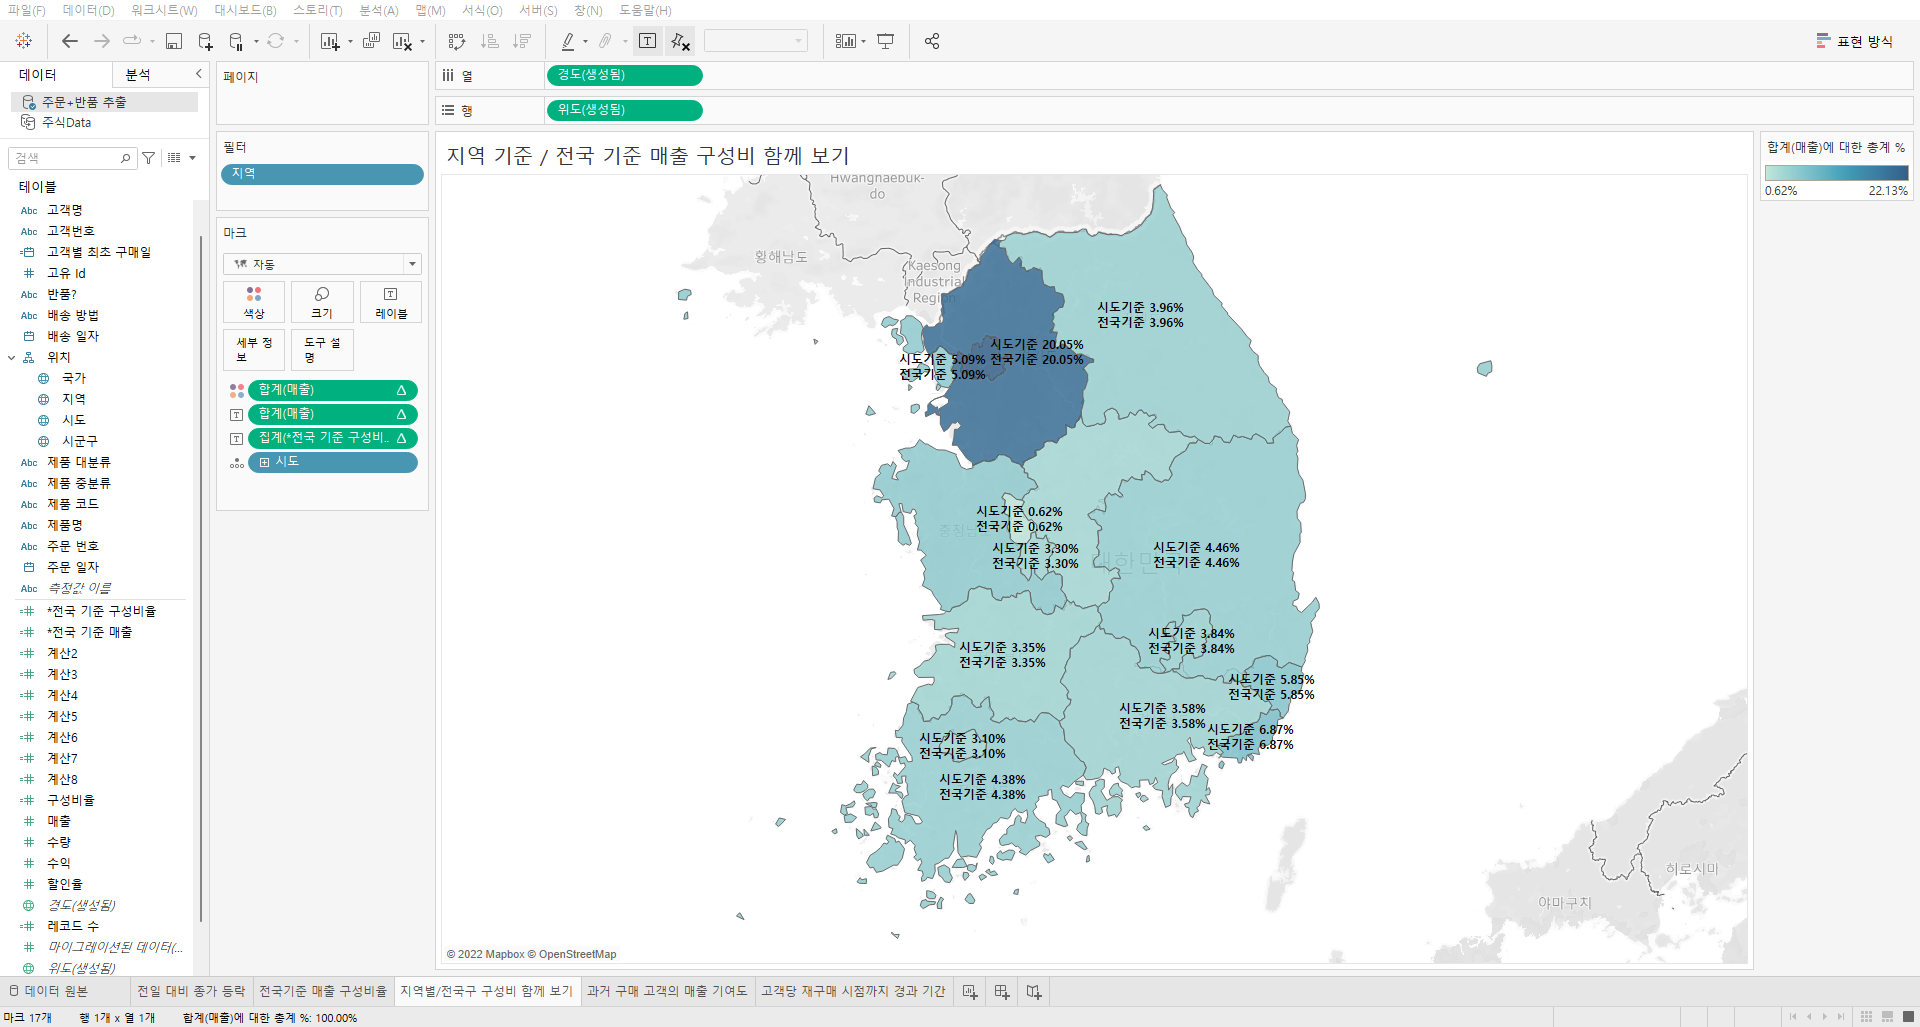 파일(F) 데이터(D) 워크시트(W) 대시보드(B) 스토리(T) 분석(A) 맵(M) 서식(O) 서버(S) 창(N) 도움말(H)
표현 방식
데이터 분석
주문+반품 추출
주식Data
검색
테이블
Abc 고객명
Abc 고객번호
고객별 최초 구매일
고유 Id
Abc 반품?
Abc 배송 방법
배송 일자
위치
국가
지역
시도
시군구
Abc 제품 대분류
Abc 제품 중분류
Abc 제품 코드
Abc 제품명
Abc 주문 번호
주문 일자
Abc 측정값 이름
*전국 기준 구성비율
*전국 기준 매출
계산2
계산3
계산4
계산5
계산6
계산7
계산8
구성비율
매출
수량
수익
할인율
경도(생성됨)
레코드 수
마이그레이션된 데이터(...
위도(생성됨)
페이지
필터
지역
마크
자동
색상 크기 레이블
세부 정보
도구 설명
합계(매출)
합계(매출)
집계(*전국 기준 구성비..
시도
열 경도(생성됨)
행 위도(생성됨)
지역 기준 / 전국 기준 매출 구성비 함께 보기
Hwanghaebuk-
do
황해남도
Kaesong
Industrial
Region
시도기준 3.96%
전국기준 3.96%
시도기준 20.05%
전국기준 20.05%
시도기준 5.09%
전국기준 5.09%
시도기준 0.62%
전국기준 0.62%
시도기준 3.30%
전국기준 3.30%
시도기준 4.46%
전국기준 4.46%
시도기준 3.84%
전국기준 3.84%
시도기준 3.35%
전국기준 3.35%
시도기준 5.85%
전국기준 5.85%
시도기준 3.58%
전국기준 3.58%
시도기준 6.87%
전국기준 6.87%
시도기준 3.10%
전국기준 3.10%
시도기준 4.38%
전국기준 4.38%
히로시마
야마구치
© 2022 Mapbox © OpenStreetMap
합계(매출)에 대한 총계 %
0.62% 22.13%
데이터 원본 전일 대비 종가 등락 전국기준 매출 구성비율 지역별/전국구 구성비 함께 보기 과거 구매 고객의 매출 기여도 고객당 재구매 시점까지 경과 기간
마크 17개 행 1개 x 열 1개 합계(매출)에 대한 총계 %: 100.00%